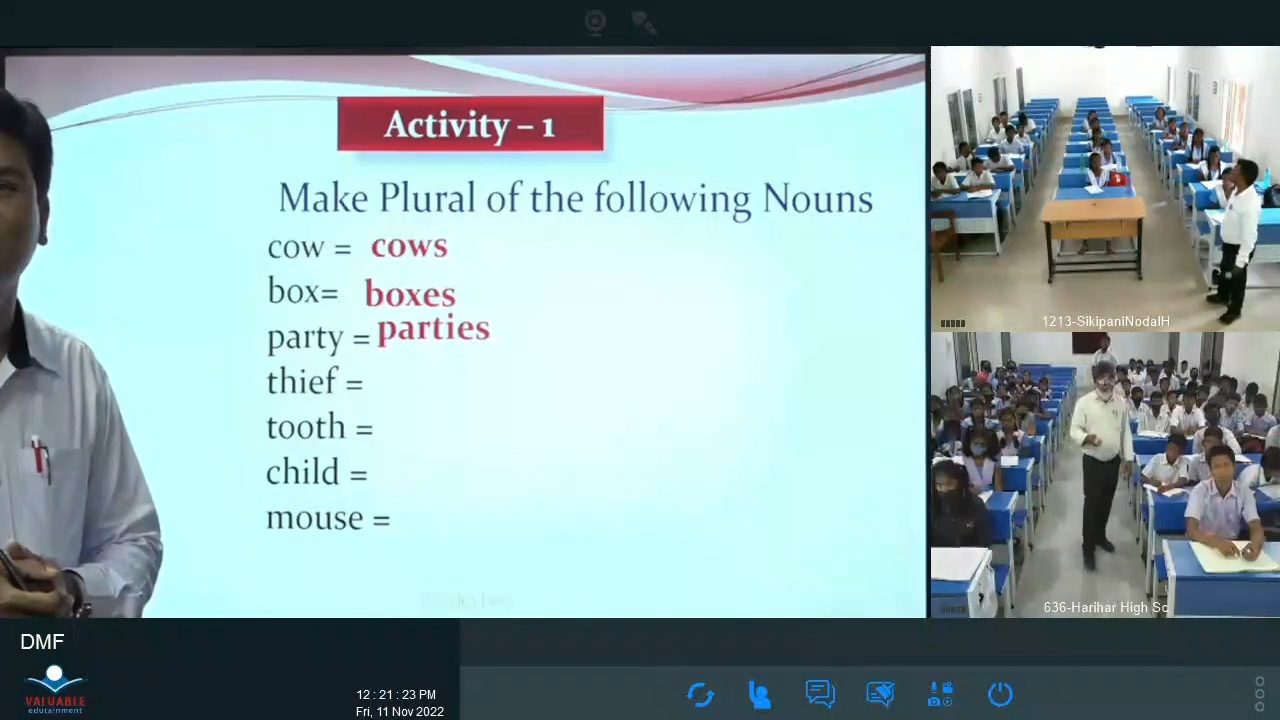 Activity – 1
Make Plural of the following Nouns
cow = cows
box= boxes
party = parties
thief =
tooth =
child =
mouse =
1213-SikipaniNodalH
636-Harihar High Sc
DMF
VALUABLE
edutainment
12 : 21 : 23 PM
Fri, 11 Nov 2022